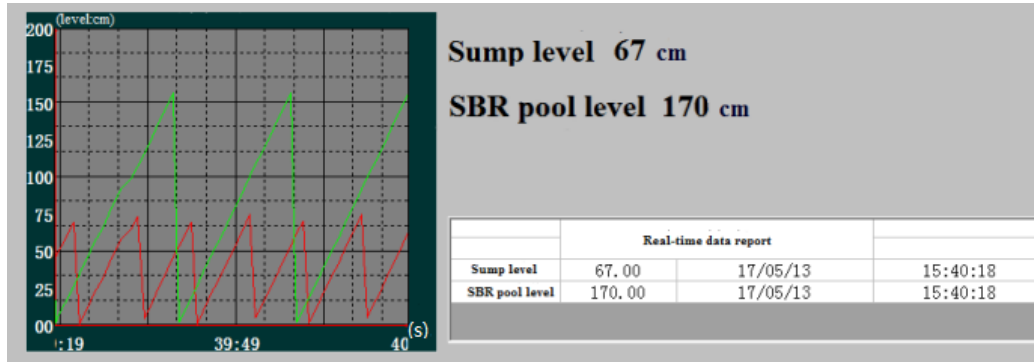 (level:cm)
200
175
150
125
100
75
50
25
00
:19
39:49
40
(s)
Sump level 67 cm
SBR pool level 170 cm
Real-time data report
Sump level 67.00 17/05/13 15:40:18
SBR pool level 170.00 17/05/13 15:40:18